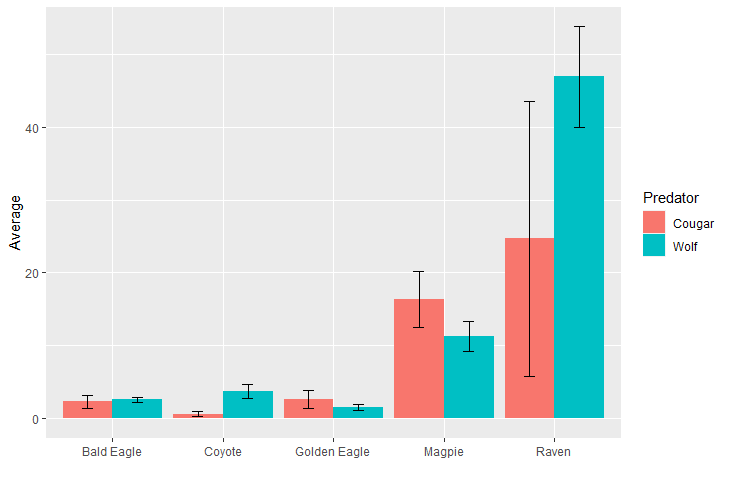 Average
40
20
0
Bald Eagle
Coyote
Golden Eagle
Magpie
Raven
Predator
Cougar
Wolf